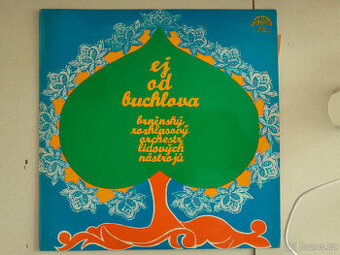 ej
od
buchlova
brněnský
rozhlasový
orchestr
lidových
nástrojů